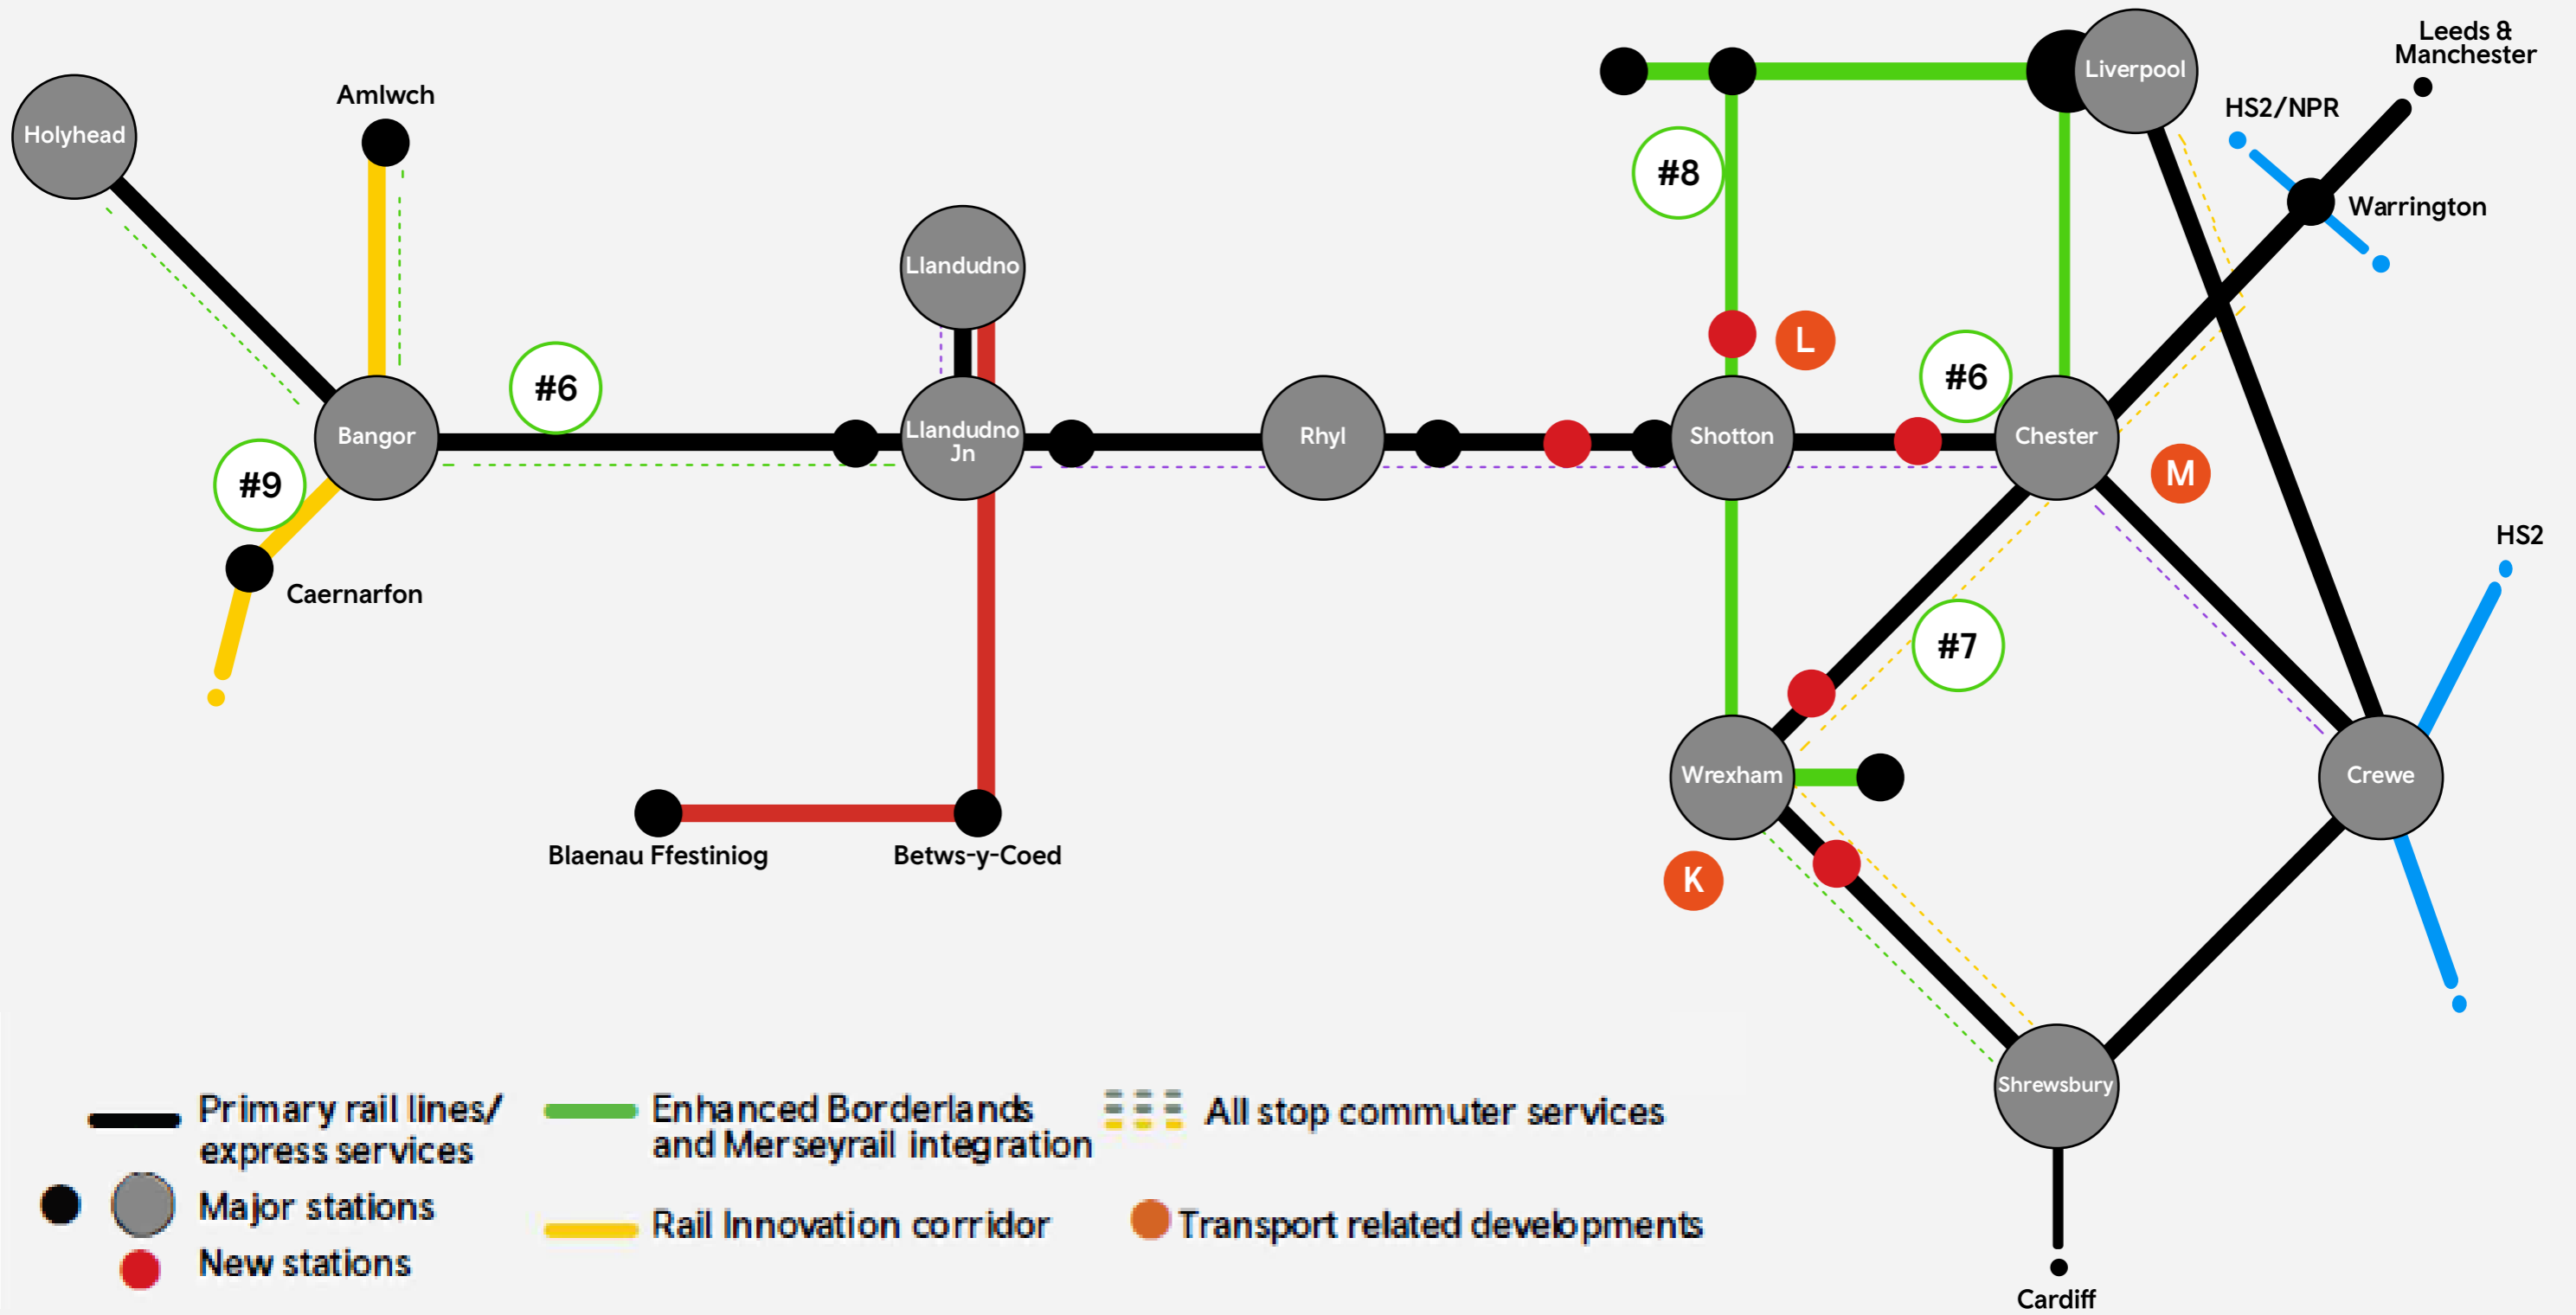 Leeds &
Manchester
Liverpool
HS2/NPR
Amlwch
Holyhead
#8
Warrington
Llandudno
L
#6
#6
Bangor
Llandudno
Jn
Rhyl
Shotton
Chester
M
#9
HS2
Caernarfon
#7
Wrexham
Crewe
Blaenau Ffestiniog
Betws-y-Coed
K
Shrewsbury
Primary rail lines/
express services
Major stations
New stations
Enhanced Borderlands
and Merseyrail integration
Rail Innovation corridor
All stop commuter services
Transport related developments
Cardiff